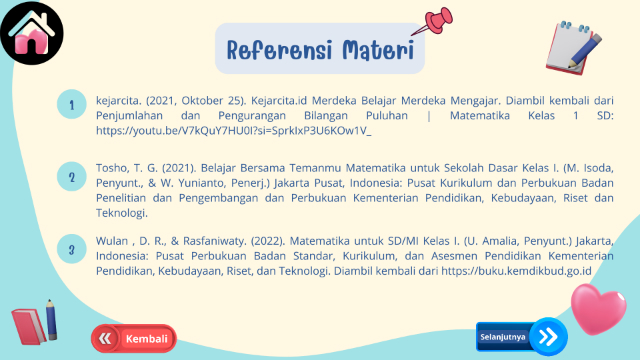 Referensi Materi
1
kejarcita. (2021, Oktober 25). Kejarcita.id Merdeka Belajar Merdeka Mengajar. Diambil kembali dari
Penjumlahan dan Pengurangan Bilangan Puluhan | Matematika Kelas 1 SD:
https://youtu.be/V7kQuY7HU0I?si=SprkIxP3U6KOw1V_
2
Tosho, T. G. (2021). Belajar Bersama Temanmu Matematika untuk Sekolah Dasar Kelas I. (M. Isoda,
Penyunt., & W. Yunianto, Penerj.) Jakarta Pusat, Indonesia: Pusat Kurikulum dan Perbukuan Badan
Penelitian dan Pengembangan dan Perbukuan Kementerian Pendidikan, Kebudayaan, Riset dan
Teknologi.
3
Wulan , D. R., & Rasfaniwaty. (2022). Matematika untuk SD/MI Kelas I. (U. Amalia, Penyunt.) Jakarta,
Indonesia: Pusat Perbukuan Badan Standar, Kurikulum, dan Asesmen Pendidikan Kementerian
Pendidikan, Kebudayaan, Riset, dan Teknologi. Diambil kembali dari https://buku.kemdikbud.go.id
Kembali
Selanjutnya